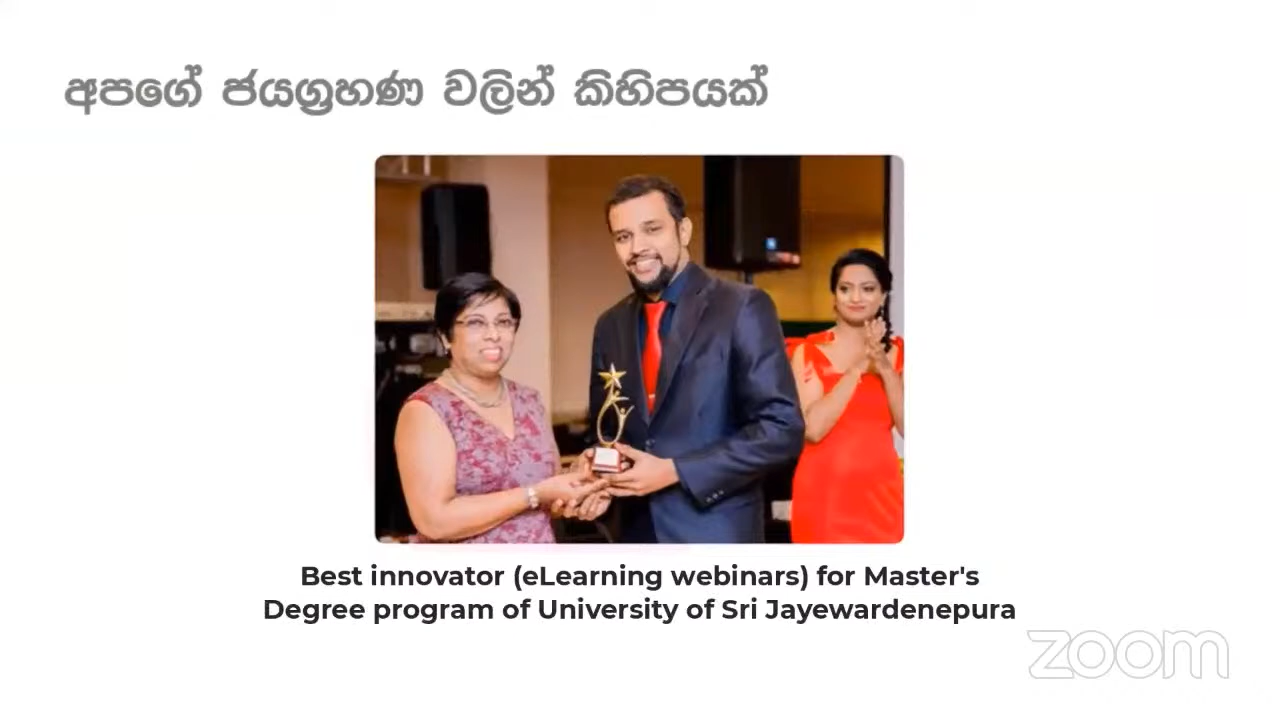 අපගේ ජයග්‍රහණ වලින් කිහිපයක්
Best innovator (eLearning webinars) for Master's
Degree program of University of Sri Jayewardenepura
zoom